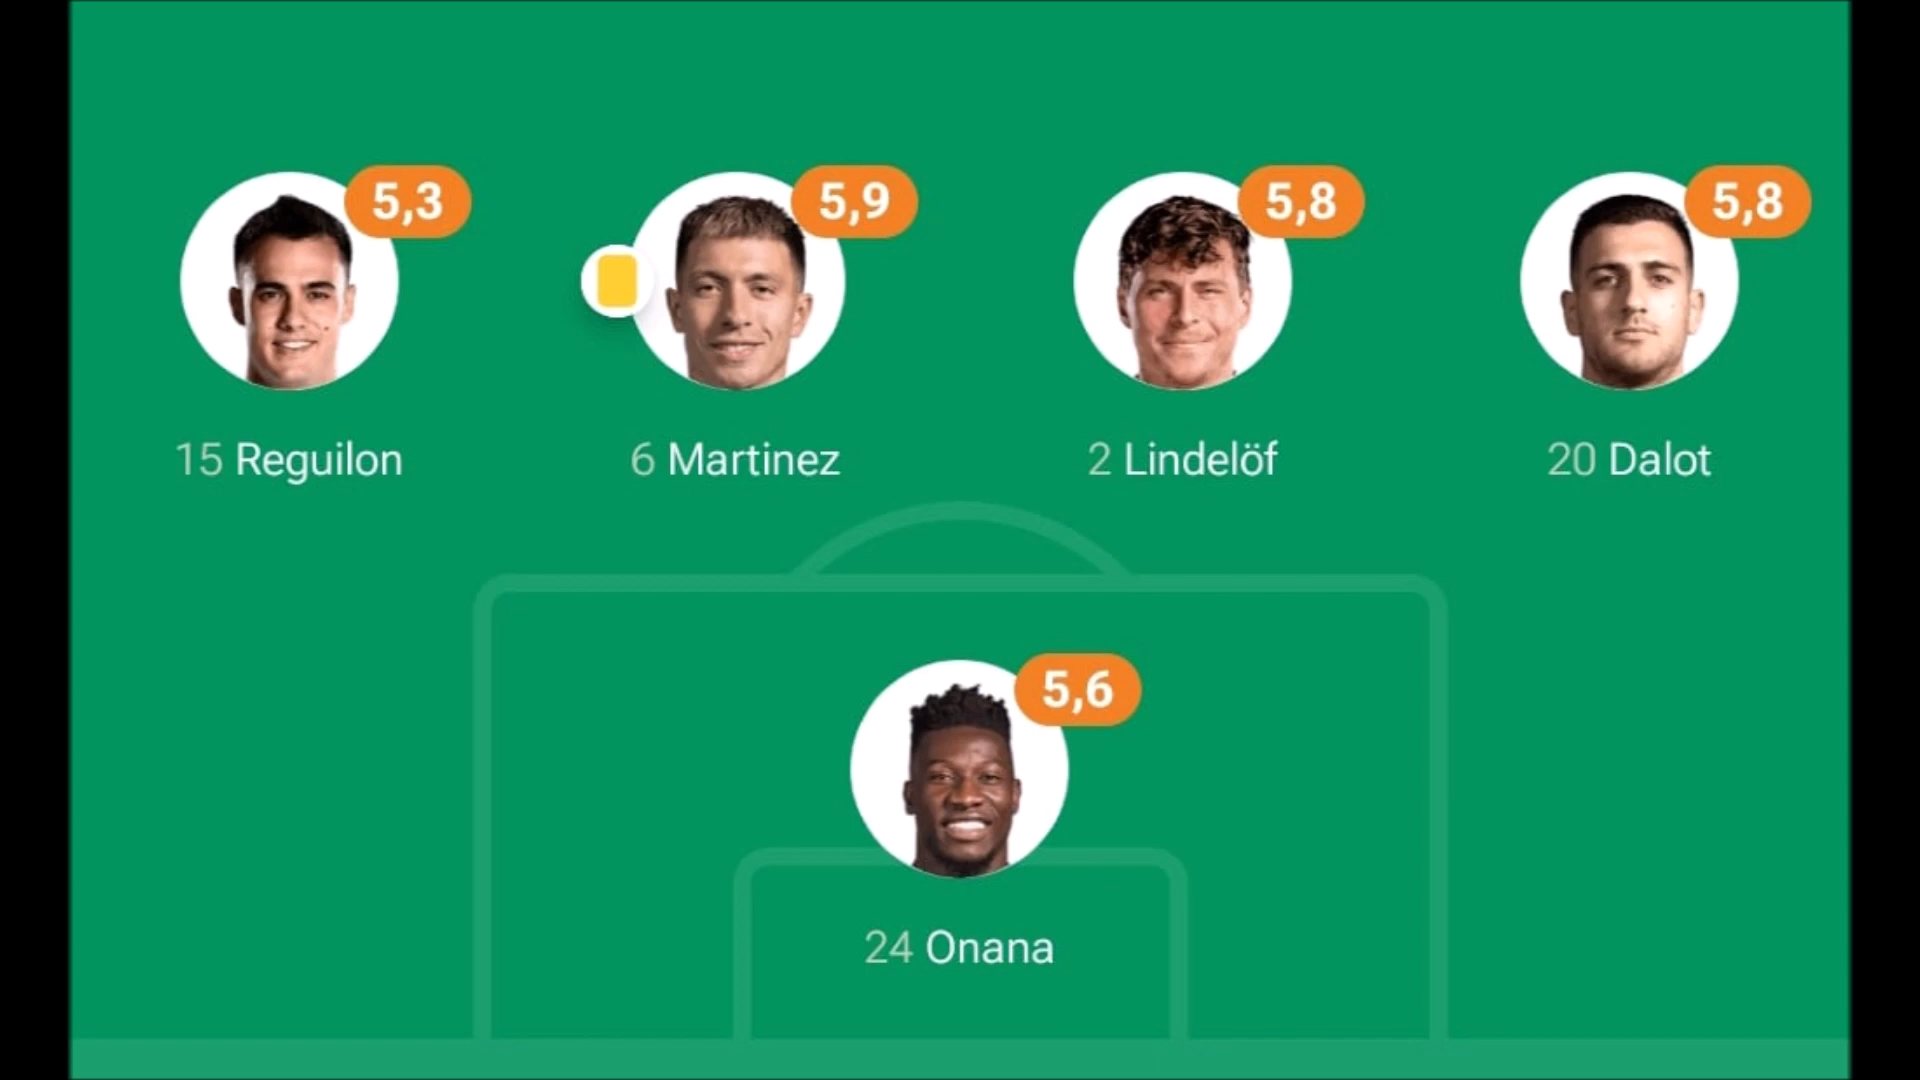 5,3
5,9
5,8
5,8
15 Reguilon
6 Martinez
2 Lindelöf
20 Dalot
5,6
24 Onana